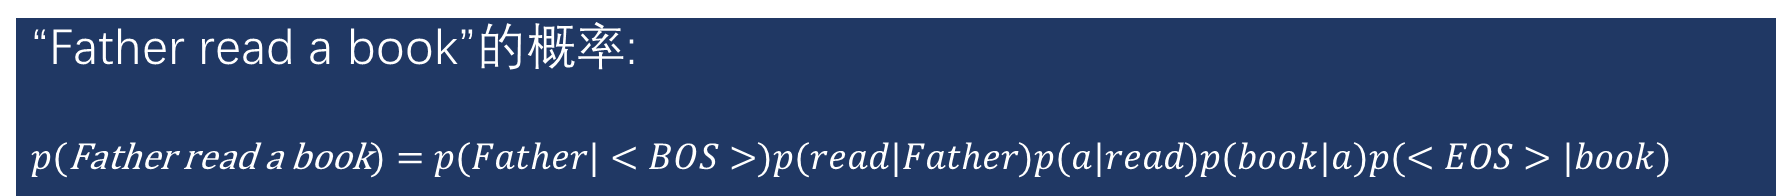 “Father read a book”的概率:
p(Father read a book) = p(Father| < BOS >)p(read|Father)p(a|read)p(book|a)p(< EOS > |book)